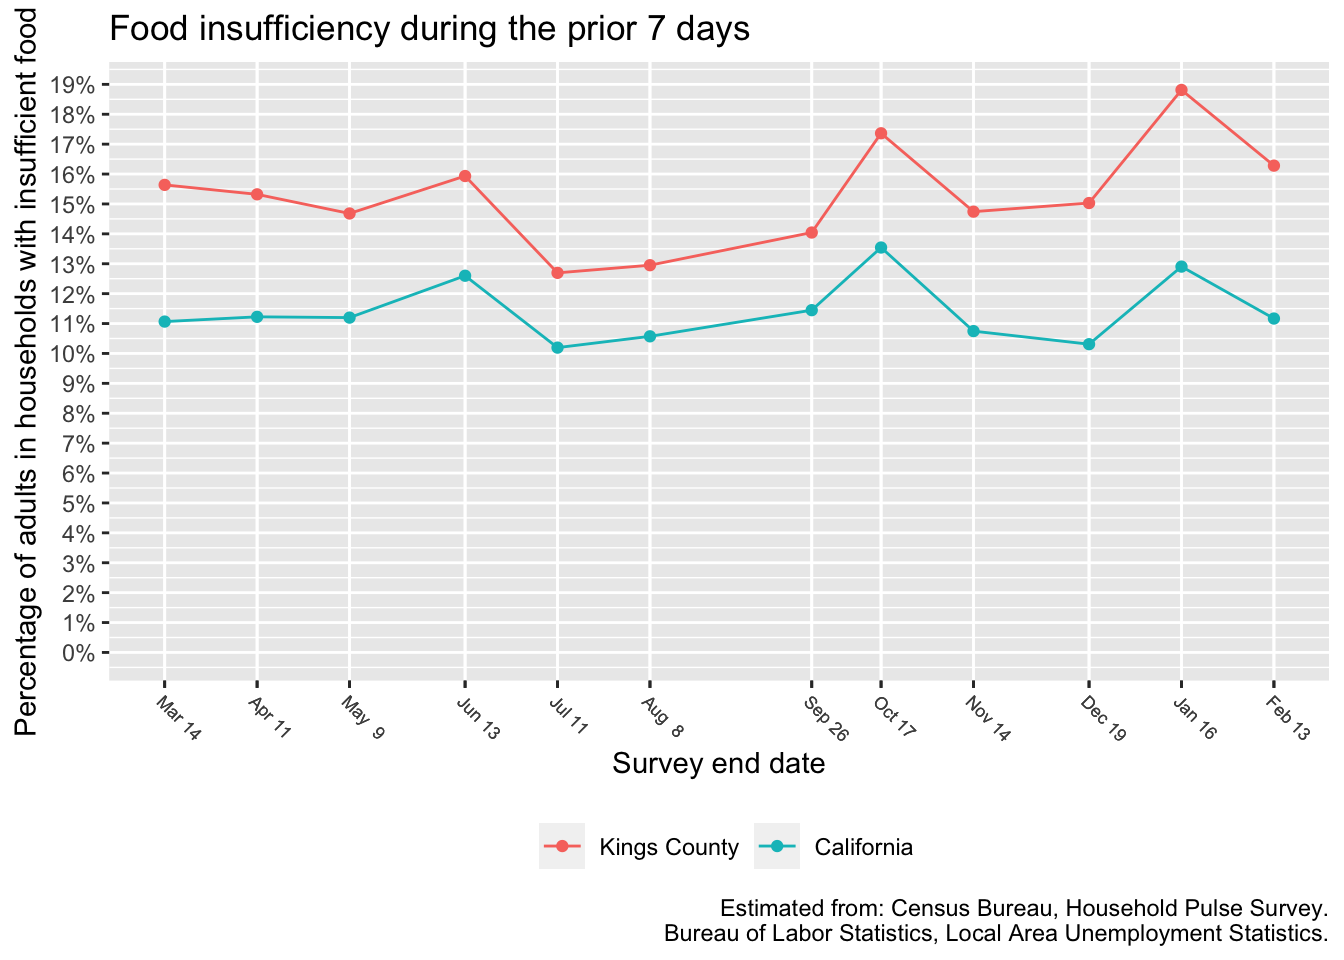 Food insufficiency during the prior 7 days
Percentage of adults in households with insufficient food
19%
18%
17%
16%
15%
14%
13%
12%
11%
10%
9%
8%
7%
6%
5%
4%
3%
2%
1%
0%
Mar 14
Apr 11
May 9
Jun 13
Jul 11
Aug 8
Sep 26
Oct 17
Nov 14
Dec 19
Jan 16
Feb 13
Survey end date
Kings County
California
Estimated from: Census Bureau, Household Pulse Survey.
Bureau of Labor Statistics, Local Area Unemployment Statistics.